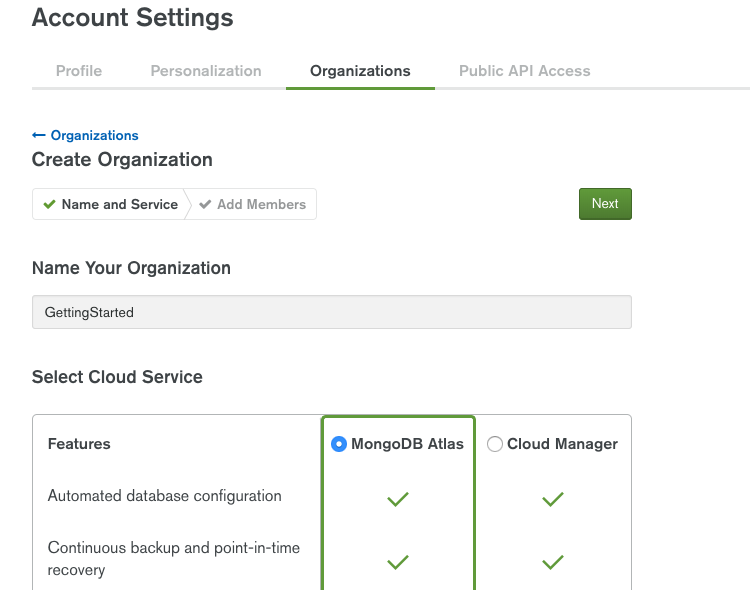 Account Settings
Profile Personalization Organizations Public API Access
← Organizations
Create Organization
✔ Name and Service ✔ Add Members Next
Name Your Organization
GettingStarted
Select Cloud Service
Features MongoDB Atlas Cloud Manager
Automated database configuration
Continuous backup and point-in-time
recovery